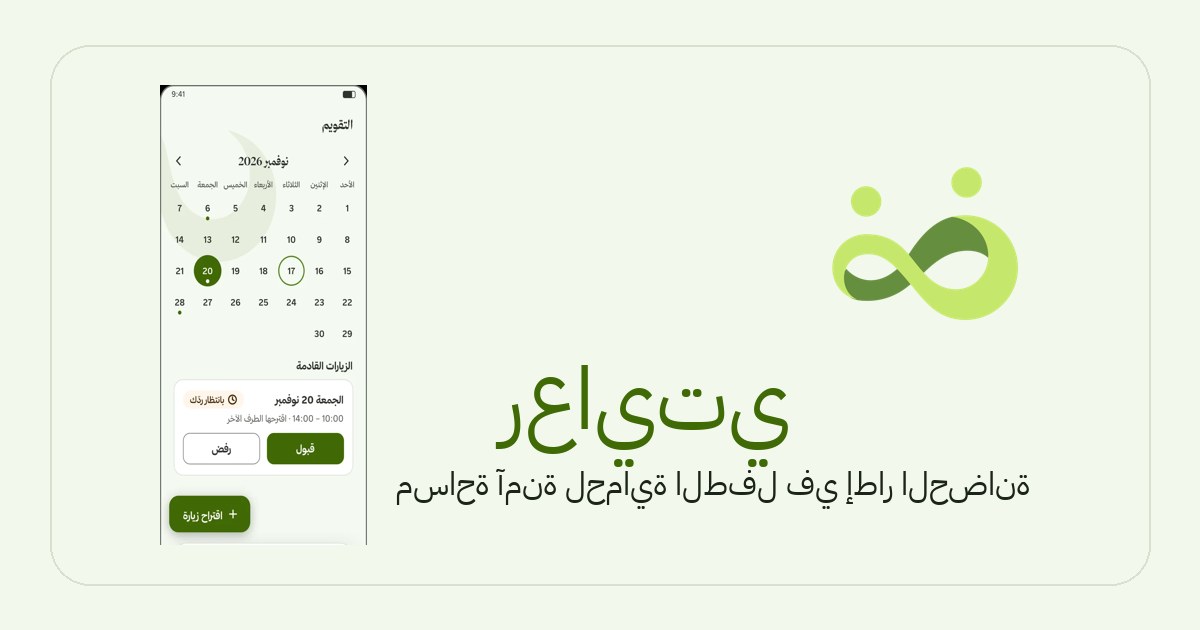 9:41
التقويم
نوفمبر 2026
الأحد الإثنين الثلاثاء الأربعاء الخميس الجمعة السبت
1 2 3 4 5 6 7
8 9 10 11 12 13 14
15 16 17 18 19 20 21
22 23 24 25 26 27 28
29 30
الزيارات القادمة
الجمعة 20 نوفمبر بانتظار ردّك
10:00 – 14:00 · اقترحها الطرف الآخر
قبول رفض
+ اقتراح زيارة
رعايتي
مساحة آمنة لحماية الطفل في إطار الحضانة